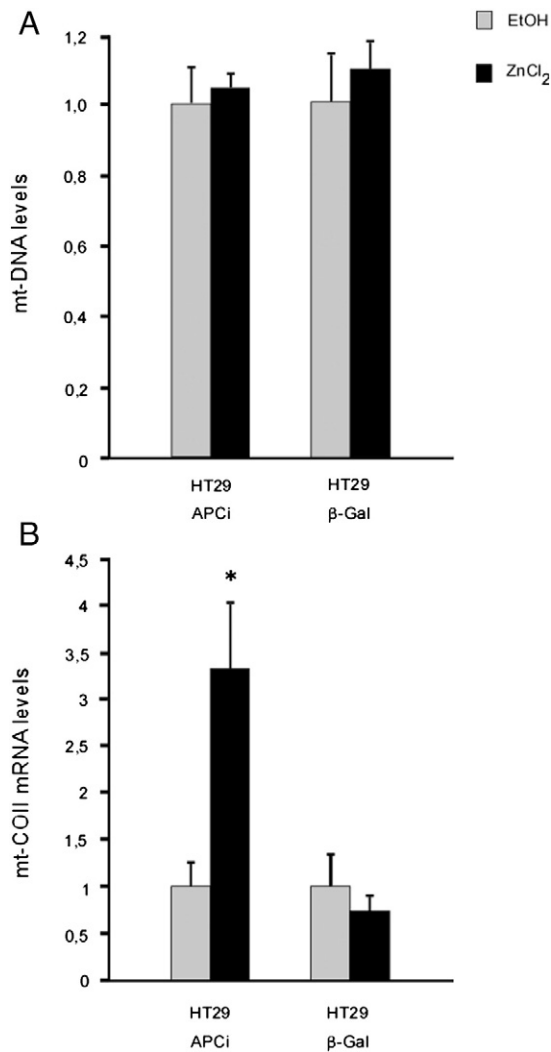 A
EtOH
ZnCl2
mt-DNA levels
1,2
1,0
0,8
0,6
0,4
0,2
0
HT29 HT29
APCi β-Gal
B
mt-COII mRNA levels
4,5
4
3,5
3
2,5
2
1,5
1
0,5
0
*
HT29 HT29
APCi β-Gal